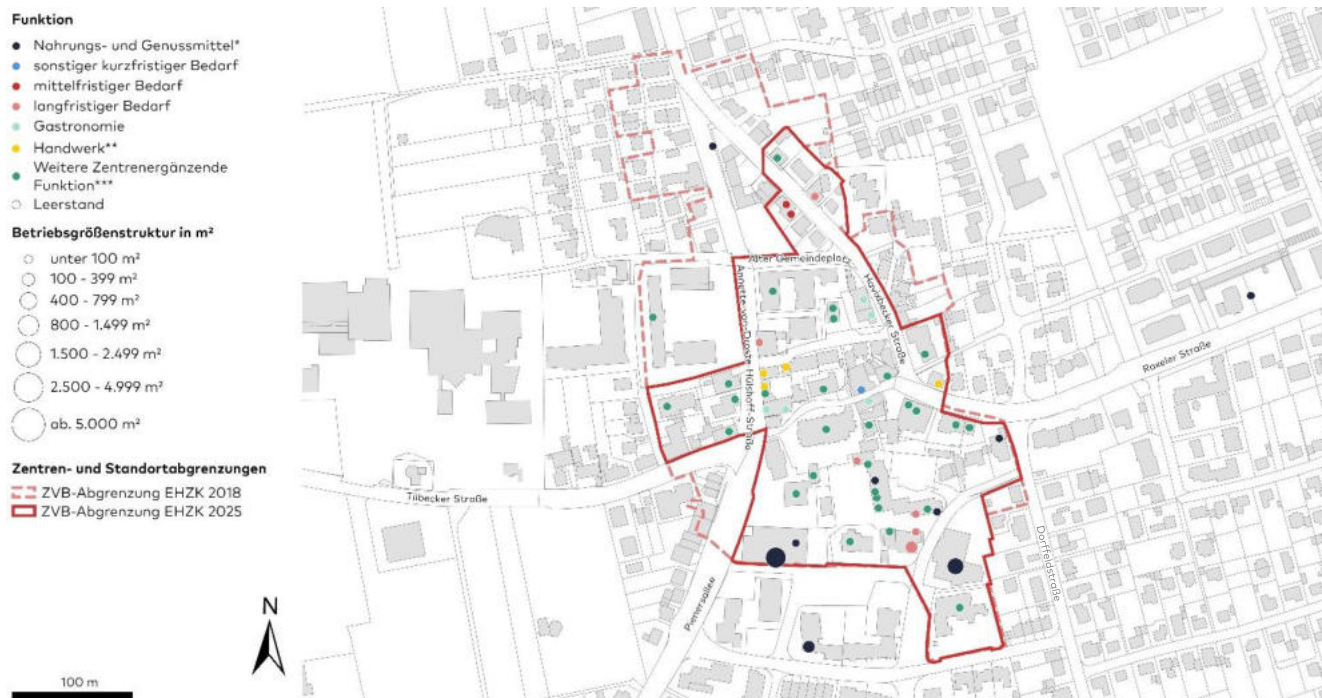 Funktion
Nahrungs- und Genussmittel*
sonstiger kurzfristiger Bedarf
mittelfristiger Bedarf
langfristiger Bedarf
Gastronomie
Handwerk**
Weitere Zentrenergänzende
Funktion***
Leerstand
Betriebsgrößenstruktur in m²
unter 100 m²
100 - 399 m²
400 - 799 m²
800 - 1.499 m²
1.500 - 2.499 m²
2.500 - 4.999 m²
ab. 5.000 m²
Zentren- und Standortabgrenzungen
ZVB-Abgrenzung EHZK 2018
ZVB-Abgrenzung EHZK 2025
N
100 m
Alter Gemeindeplatz
Annette-von-Droste-Hülshoff-Straße
Havixbecker Straße
Roxeler Straße
Tilbecker Straße
Pienersallee
Dorffeldstraße